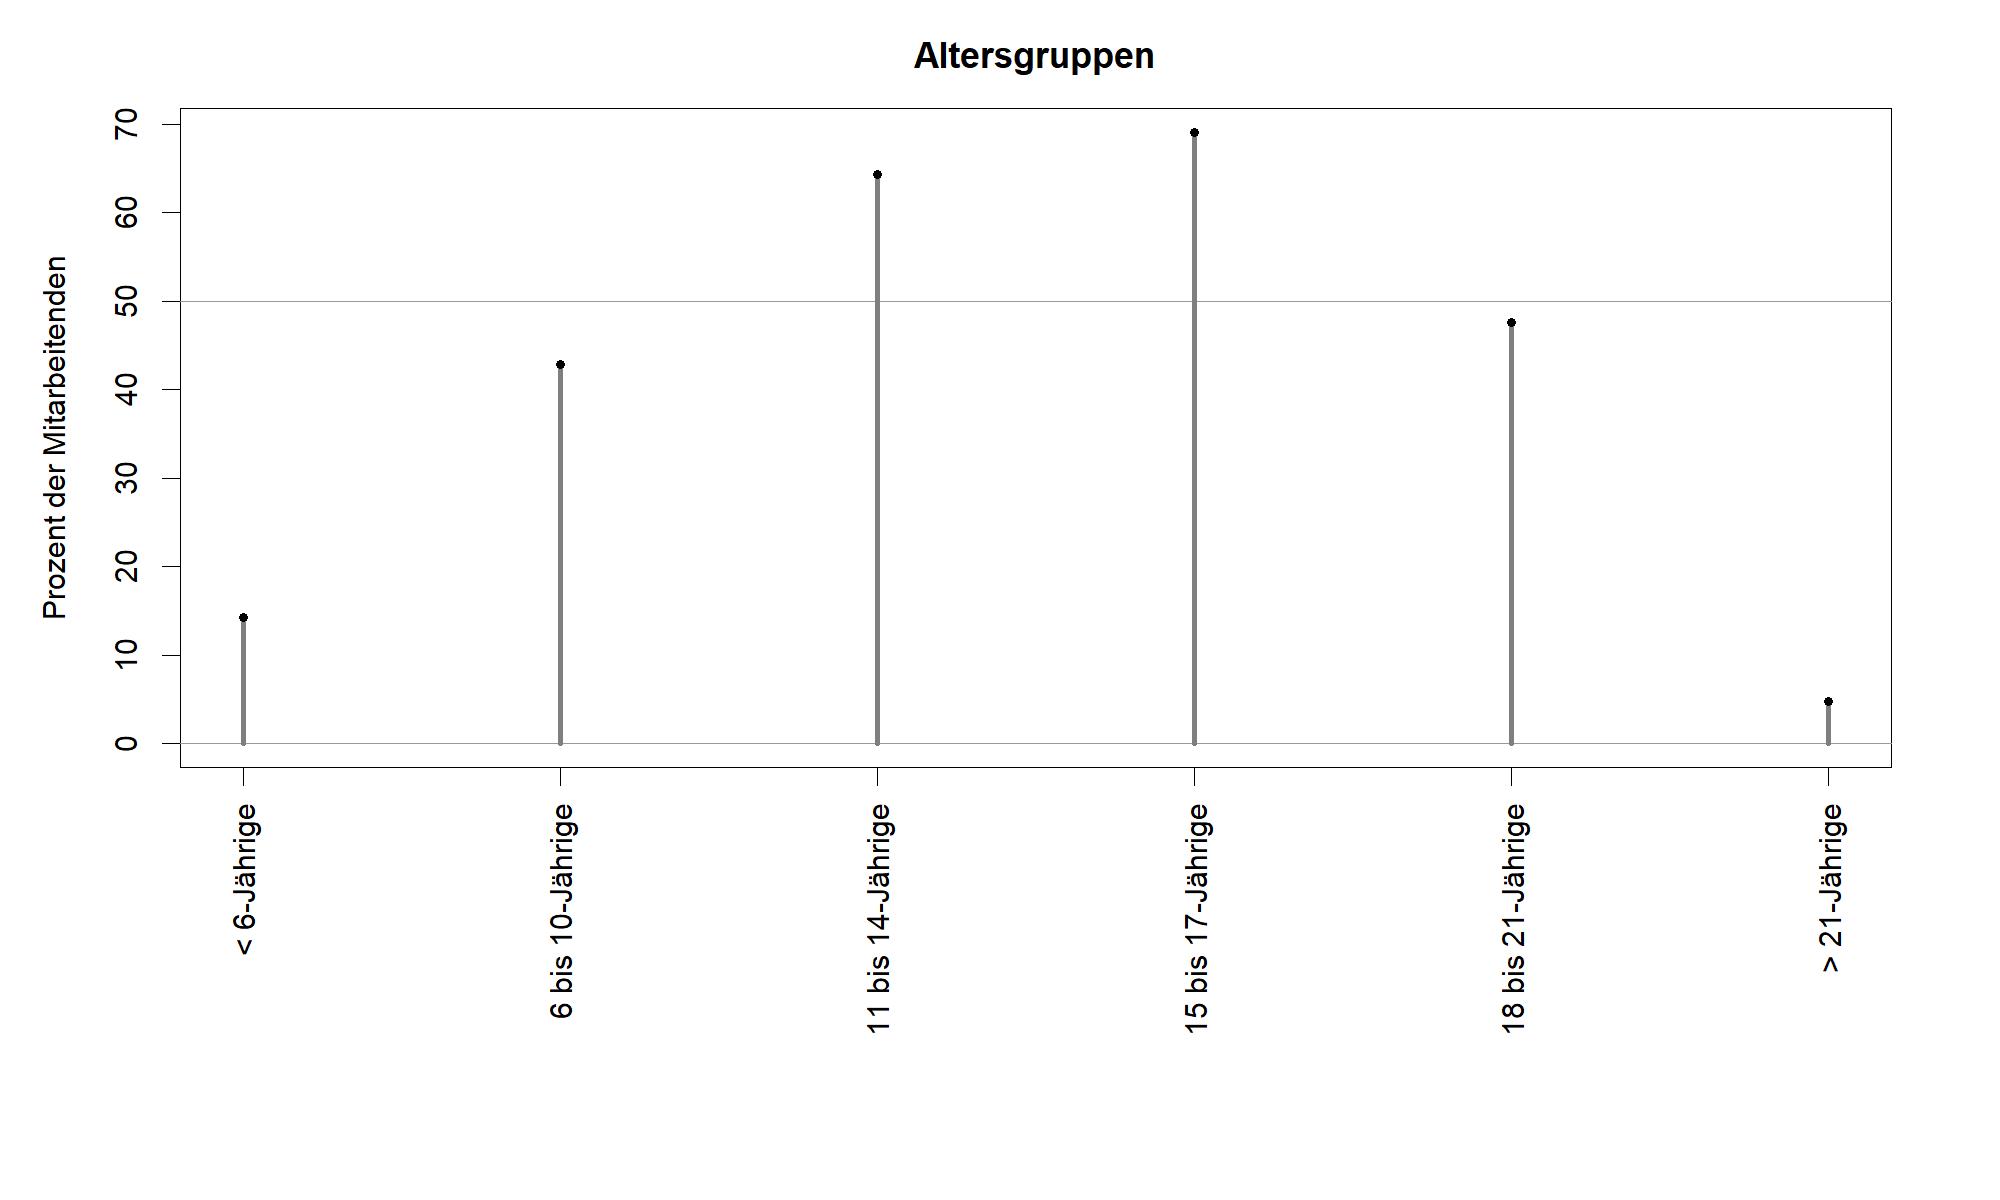 Altersgruppen
Prozent der Mitarbeitenden
70
60
50
40
30
20
10
0
< 6-Jährige
6 bis 10-Jährige
11 bis 14-Jährige
15 bis 17-Jährige
18 bis 21-Jährige
> 21-Jährige